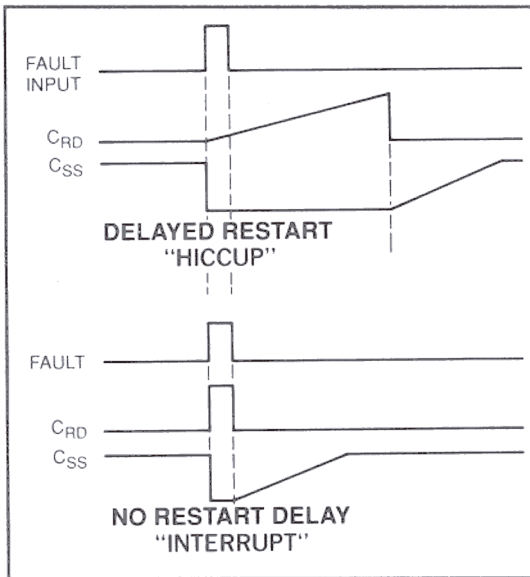 FAULT
INPUT
CRD
CSS
DELAYED RESTART
"HICCUP"
FAULT
CRD
CSS
NO RESTART DELAY
"INTERRUPT"